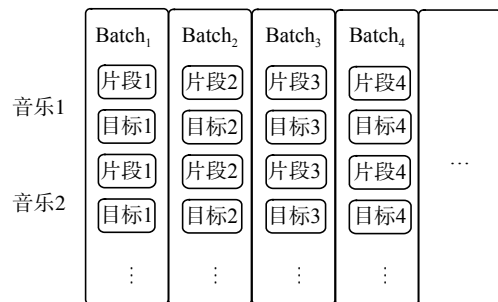 Batch₁ Batch₂ Batch₃ Batch₄
片段1 片段2 片段3 片段4
音乐1
目标1 目标2 目标3 目标4
片段1 片段2 片段3 片段4
…
音乐2
目标1 目标2 目标3 目标4
⋮ ⋮ ⋮ ⋮